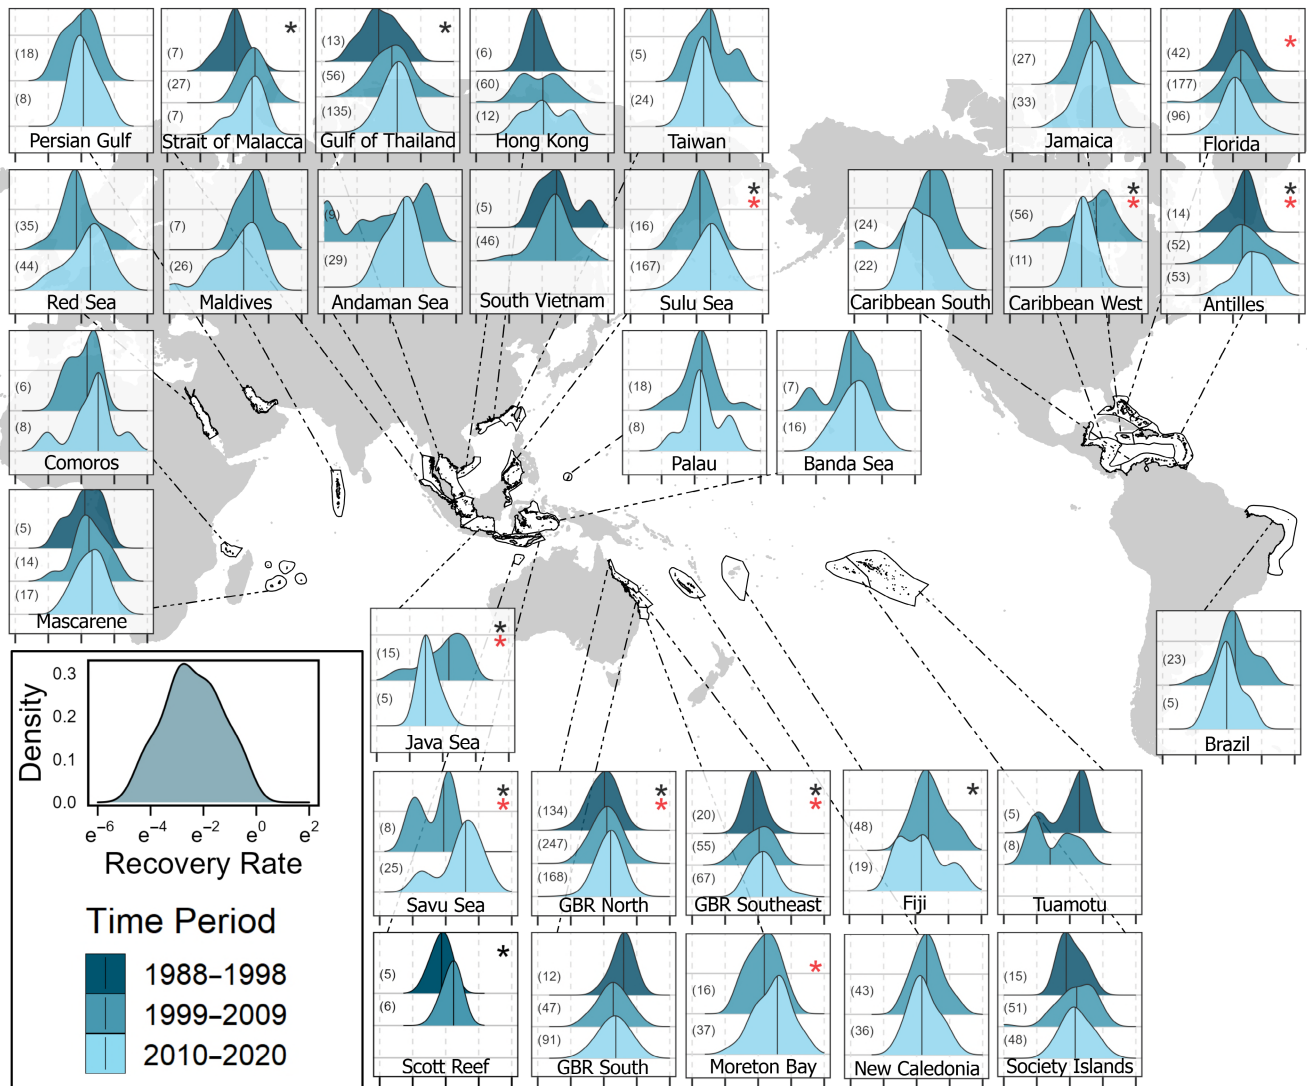 (18)
(8)
Persian Gulf
(7)
*
(27)
(7)
Strait of Malacca
(13)
*
(56)
(135)
Gulf of Thailand
(6)
(60)
(12)
Hong Kong
(5)
(24)
Taiwan
(27)
(33)
Jamaica
(42)
*
(177)
(96)
Florida
(35)
(44)
Red Sea
(7)
(26)
Maldives
(9)
(29)
Andaman Sea
(5)
(46)
South Vietnam
*
*
(16)
(167)
Sulu Sea
(24)
(22)
Caribbean South
*
*
(56)
(11)
Caribbean West
*
*
(14)
(52)
(53)
Antilles
(6)
(8)
Comoros
(18)
(8)
Palau
(7)
(16)
Banda Sea
(5)
(14)
(17)
Mascarene
*
*
(15)
(5)
Java Sea
(23)
(5)
Brazil
*
*
(8)
(25)
Savu Sea
*
*
(134)
(247)
(168)
GBR North
*
*
(20)
(55)
(67)
GBR Southeast
*
(48)
(19)
Fiji
(5)
(8)
Tuamotu
*
(5)
(6)
Scott Reef
(12)
(47)
(91)
GBR South
*
(16)
(37)
Moreton Bay
(43)
(36)
New Caledonia
(15)
(51)
(48)
Society Islands
Density
0.3
0.2
0.1
0.0
e−6 e−4 e−2 e0 e2
Recovery Rate
Time Period
1988–1998
1999–2009
2010–2020